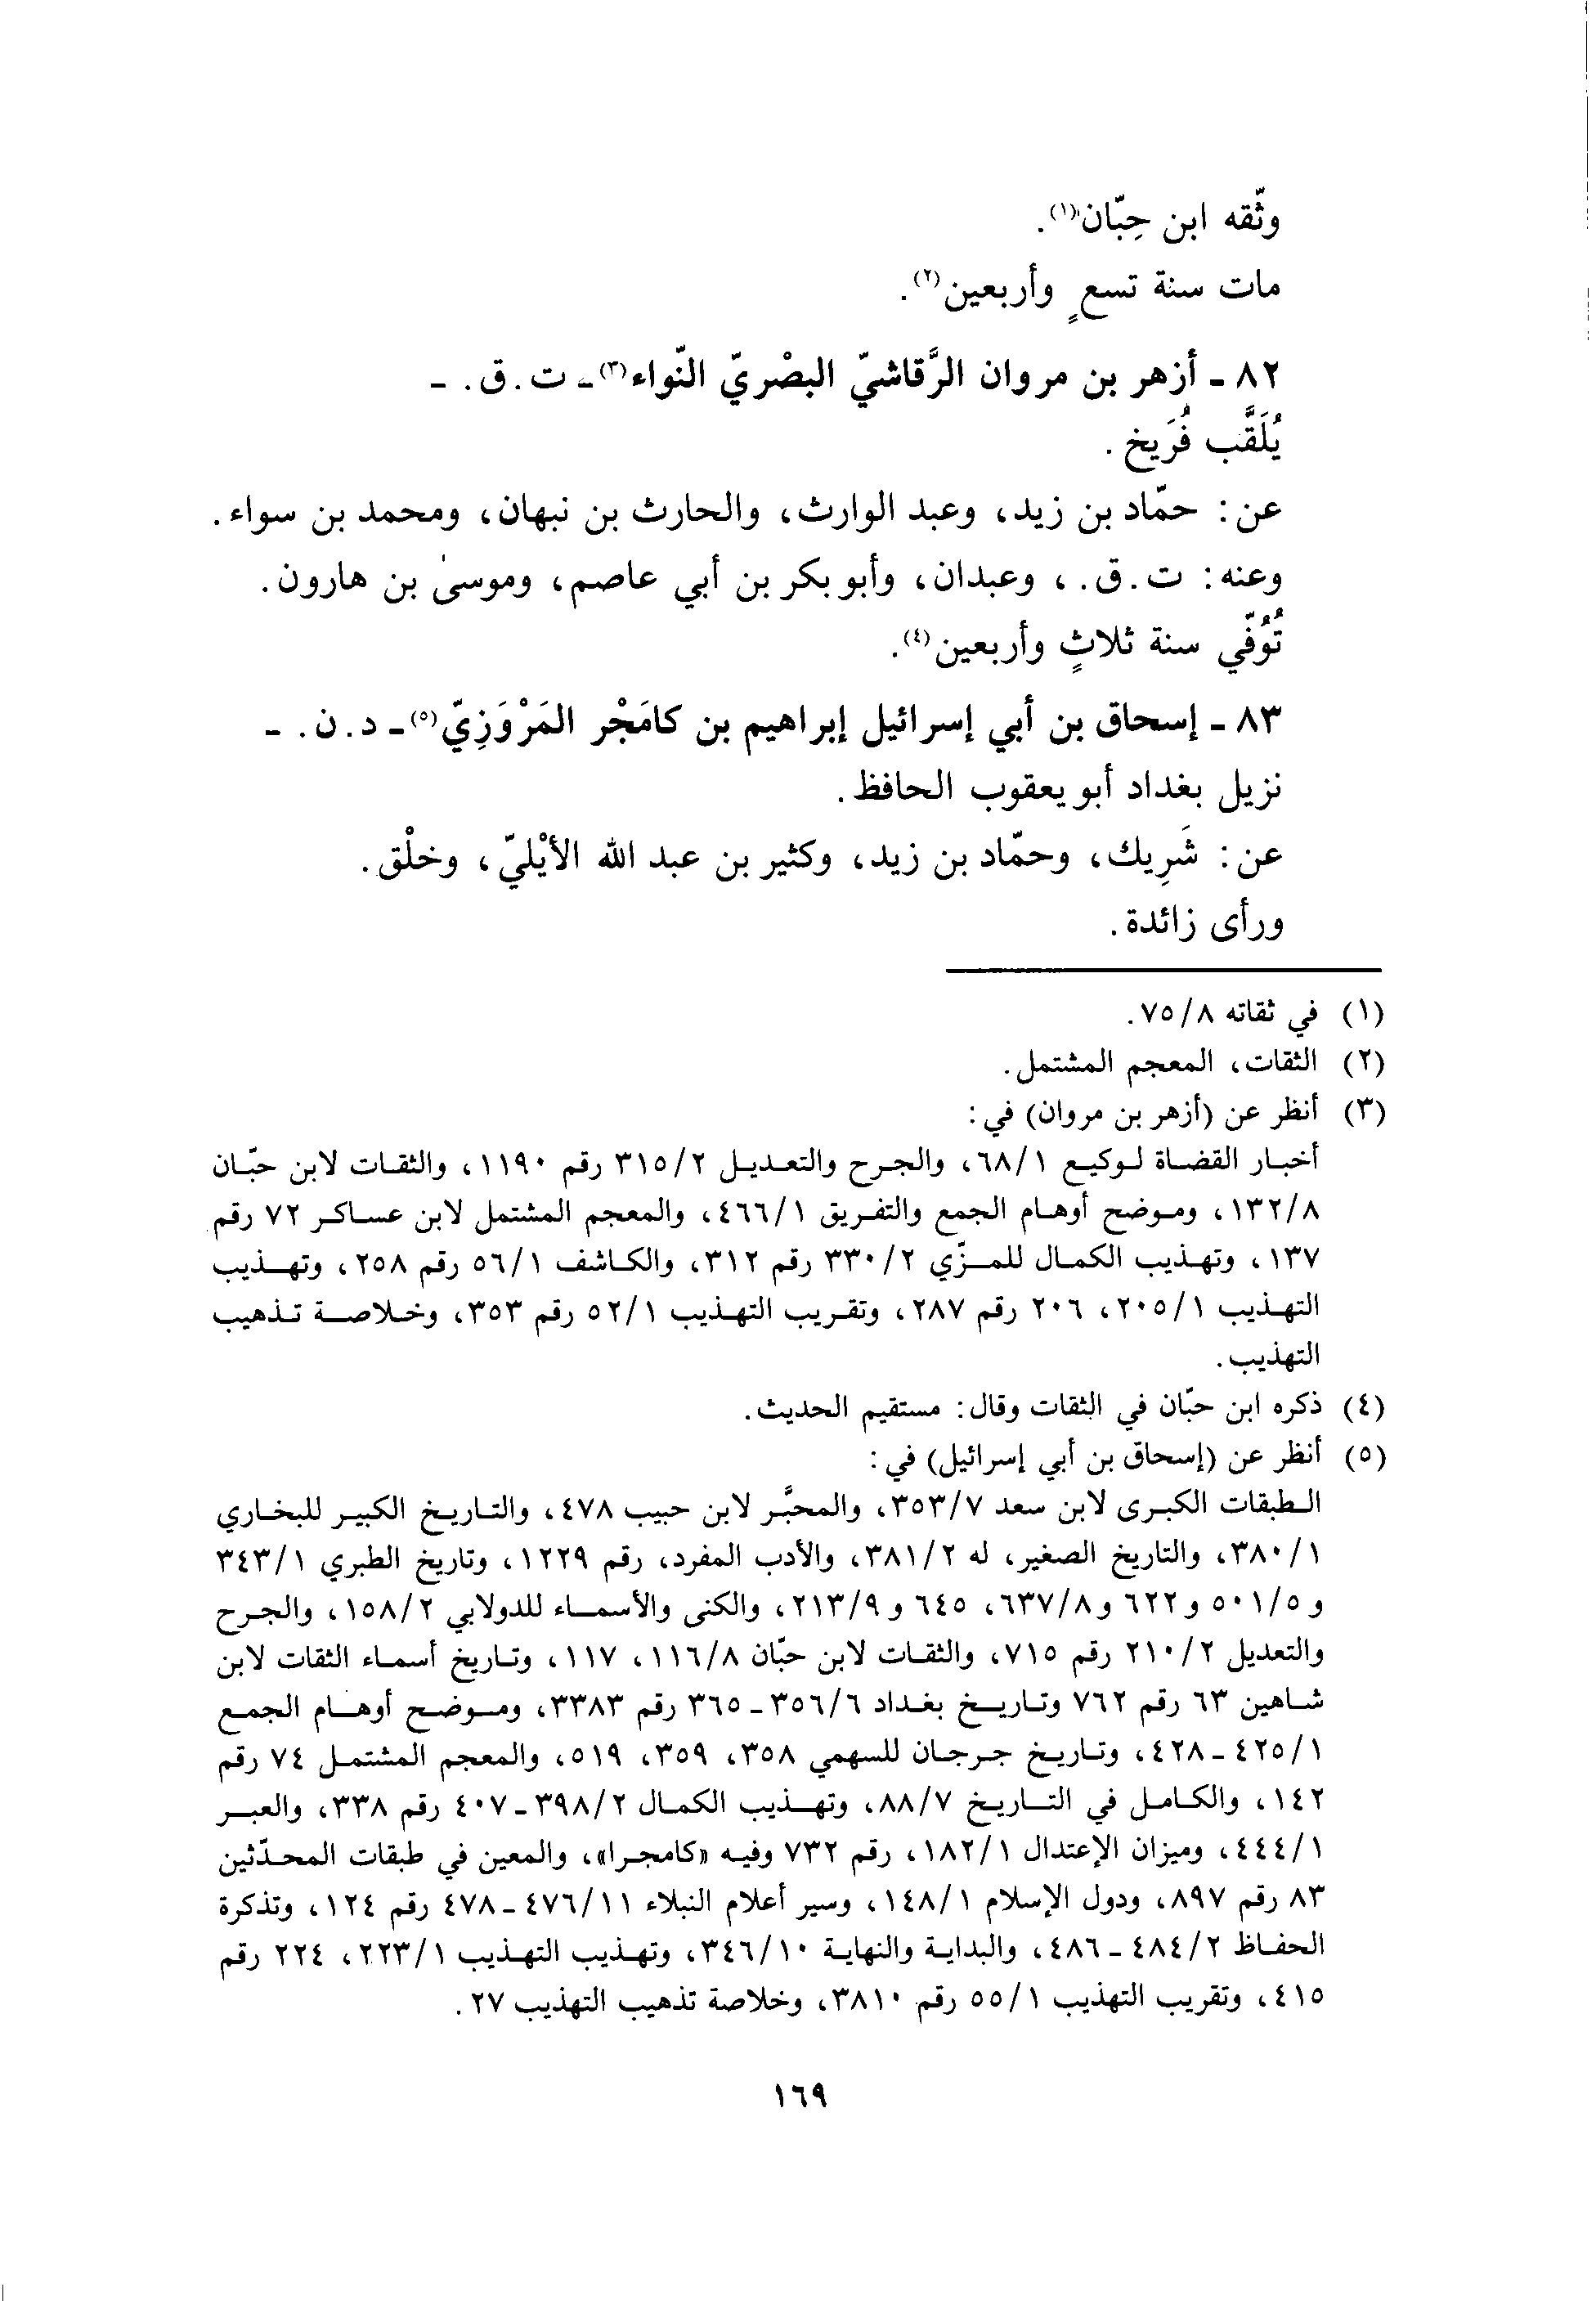 وثّقه ابن حِبّان(١).
مات سنة تسعٍ وأربعين(٢).
٨٢ - أزهر بن مروان الرَّقاشيّ البصْريّ النّواء(٣) - ت. ق. -
يُلَقَّب فُرَيخ.
عن: حمّاد بن زيد، وعبد الوارث، والحارث بن نبهان، ومحمد بن سواء.
وعنه: ت. ق.، وعبدان، وأبو بكر بن أبي عاصم، وموسىٰ بن هارون.
تُوُفّي سنة ثلاثٍ وأربعين(٤).
٨٣ - إسحاق بن أبي إسرائيل إبراهيم بن كامَجْر المَرْوَزِيّ(٥) - د. ن. -
نزيل بغداد أبو يعقوب الحافظ.
عن: شَرِيك، وحمّاد بن زيد، وكثير بن عبد الله الأيْليّ، وخلْق.
ورأى زائدة.
(١) في ثقاته ٧٥/٨.
(٢) الثقات، المعجم المشتمل.
(٣) أنظر عن (أزهر بن مروان) في:
أخبار القضاة لوكيع ٦٨/١، والجرح والتعديل ٣١٥/٢ رقم ١١٩٠، والثقات لابن حبّان
١٣٢/٨، وموضح أوهام الجمع والتفريق ٤٦٦/١، والمعجم المشتمل لابن عساكر ٧٢ رقم
١٣٧، وتهذيب الكمال للمزّي ٣٣٠/٢ رقم ٣١٢، والكاشف ٥٦/١ رقم ٢٥٨، وتهذيب
التهذيب ٢٠٥/١، ٢٠٦ رقم ٢٨٧، وتقريب التهذيب ٥٢/١ رقم ٣٥٣، وخلاصة تذهيب
التهذيب.
(٤) ذكره ابن حبّان في الثقات وقال: مستقيم الحديث.
(٥) أنظر عن (إسحاق بن أبي إسرائيل) في:
الطبقات الكبرى لابن سعد ٣٥٣/٧، والمحبَّر لابن حبيب ٤٧٨، والتاريخ الكبير للبخاري
٣٨٠/١، والتاريخ الصغير، له ٣٨١/٢، والأدب المفرد، رقم ١٢٢٩، وتاريخ الطبري ٣٤٣/١
و ٥٠١/٥ و ٦٢٢ و ٦٣٧/٨، ٦٤٥ و ٢١٣/٩، والكنى والأسماء للدولابي ١٥٨/٢، والجرح
والتعديل ٢١٠/٢ رقم ٧١٥، والثقات لابن حبّان ١١٦/٨، ١١٧، وتاريخ أسماء الثقات لابن
شاهين ٦٣ رقم ٧٦٢ وتاريخ بغداد ٣٥٦/٦ - ٣٦٥ رقم ٣٣٨٣، وموضح أوهام الجمع
٤٢٥/١ - ٤٢٨، وتاريخ جرجان للسهمي ٣٥٨، ٣٥٩، ٥١٩، والمعجم المشتمل ٧٤ رقم
١٤٢، والكامل في التاريخ ٨٨/٧، وتهذيب الكمال ٣٩٨/٢ - ٤٠٧ رقم ٣٣٨، والعبر
٤٤٤/١، وميزان الإعتدال ١٨٢/١، رقم ٧٣٢ وفيه «كامجرا»، والمعين في طبقات المحدّثين
٨٣ رقم ٨٩٧، ودول الإسلام ١٤٨/١، وسير أعلام النبلاء ٤٧٦/١١ - ٤٧٨ رقم ١٢٤، وتذكرة
الحفاظ ٤٨٤/٢ - ٤٨٦، والبداية والنهاية ٣٤٦/١٠، وتهذيب التهذيب ٢٢٣/١، ٢٢٤ رقم
٤١٥، وتقريب التهذيب ٥٥/١ رقم ٣٨١٠، وخلاصة تذهيب التهذيب ٢٧.
١٦٩